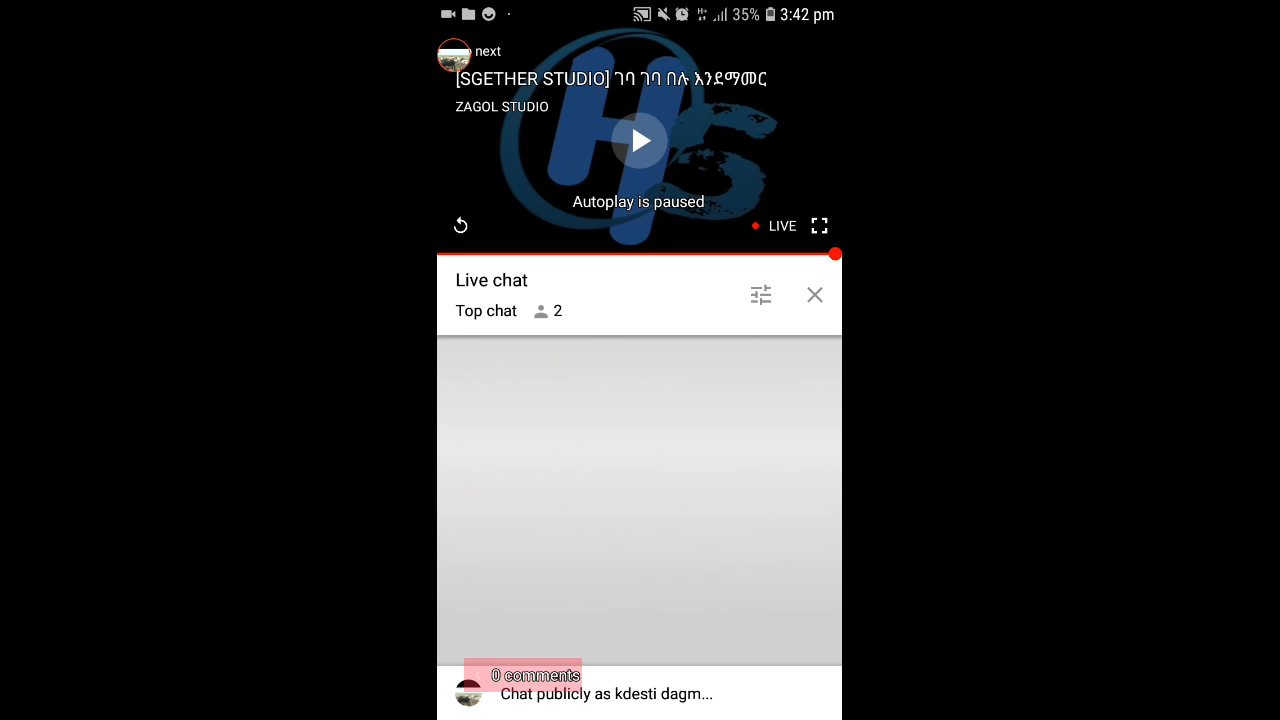 35% 3:42 pm
next
[SGETHER STUDIO] ገባ ገባ በሉ እንደማመር
ZAGOL STUDIO
HS
Autoplay is paused
LIVE
Live chat
Top chat 2
0 comments
Chat publicly as kdesti dagm...